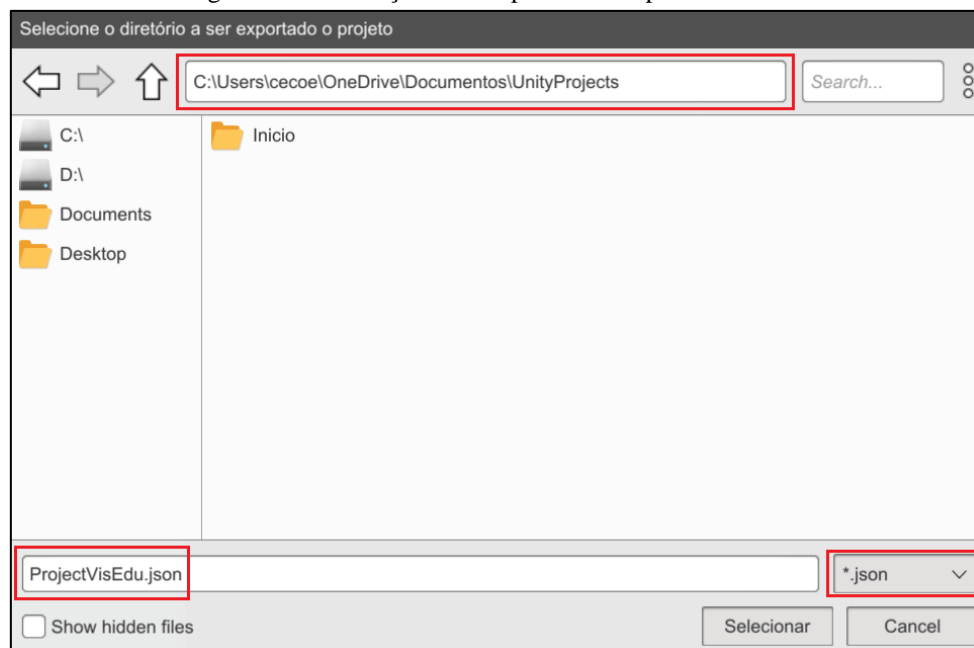 Selecione o diretório a ser exportado o projeto
C:\Users\cecoe\OneDrive\Documentos\UnityProjects
Search...
C:\
Inicio
D:\
Documents
Desktop
ProjectVisEdu.json
*.json
Show hidden files
Selecionar
Cancel